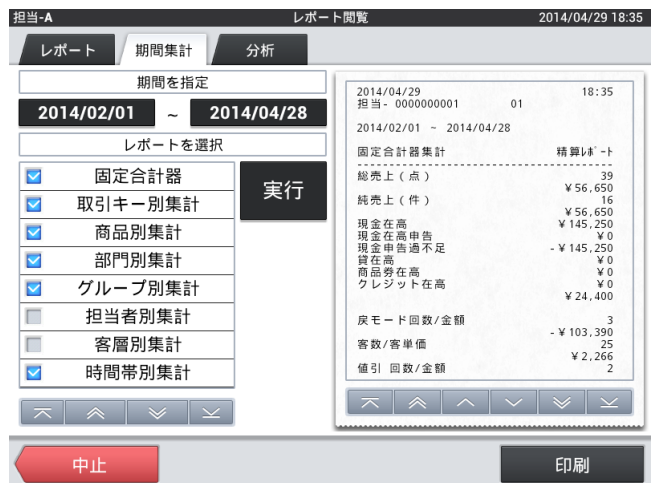 担当-A レポート閲覧 2014/04/29 18:35
レポート 期間集計 分析
期間を指定
2014/02/01 ~ 2014/04/28
レポートを選択
固定合計器
取引キー別集計
商品別集計
部門別集計
グループ別集計
担当者別集計
客層別集計
時間帯別集計
実行
2014/04/29 18:35
担当- 0000000001 01
2014/02/01 ~ 2014/04/28
固定合計器集計 精算ﾚﾎﾟｰﾄ
総売上(点) 39
¥56,650
純売上(件) 16
¥56,650
現金在高 ¥145,250
現金在高申告 ¥0
現金申告過不足 -¥145,250
貸在高 ¥0
商品券在高 ¥0
クレジット在高 ¥0
¥24,400
戻モード回数/金額 3
-¥103,390
客数/客単価 25
¥2,266
値引 回数/金額 2
中止 印刷